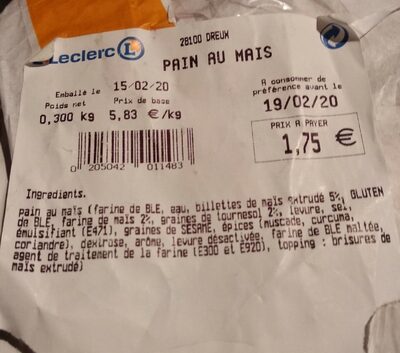 E.Leclerc L
28100 DREUX
PAIN AU MAIS
Emballé le 15/02/20
Poids net Prix de base
0,300 kg 5,83 €/kg
A consommer de
préférence avant le
19/02/20
PRIX A PAYER
1,75 €
0 205042 011483
Ingredients.
pain au maïs (farine de BLE, eau, billettes de maïs extrudé 5%, GLUTEN
de BLE, farine de maïs 2%, graines de tournesol 2%, levure, sel,
émulsifiant (E471), graines de SESAME, épices (muscade, curcuma,
coriandre), dextrose, arôme, levure désactivée, farine de BLE maltée,
agent de traitement de la farine (E300 et E920), topping : brisures de
maïs extrudé)